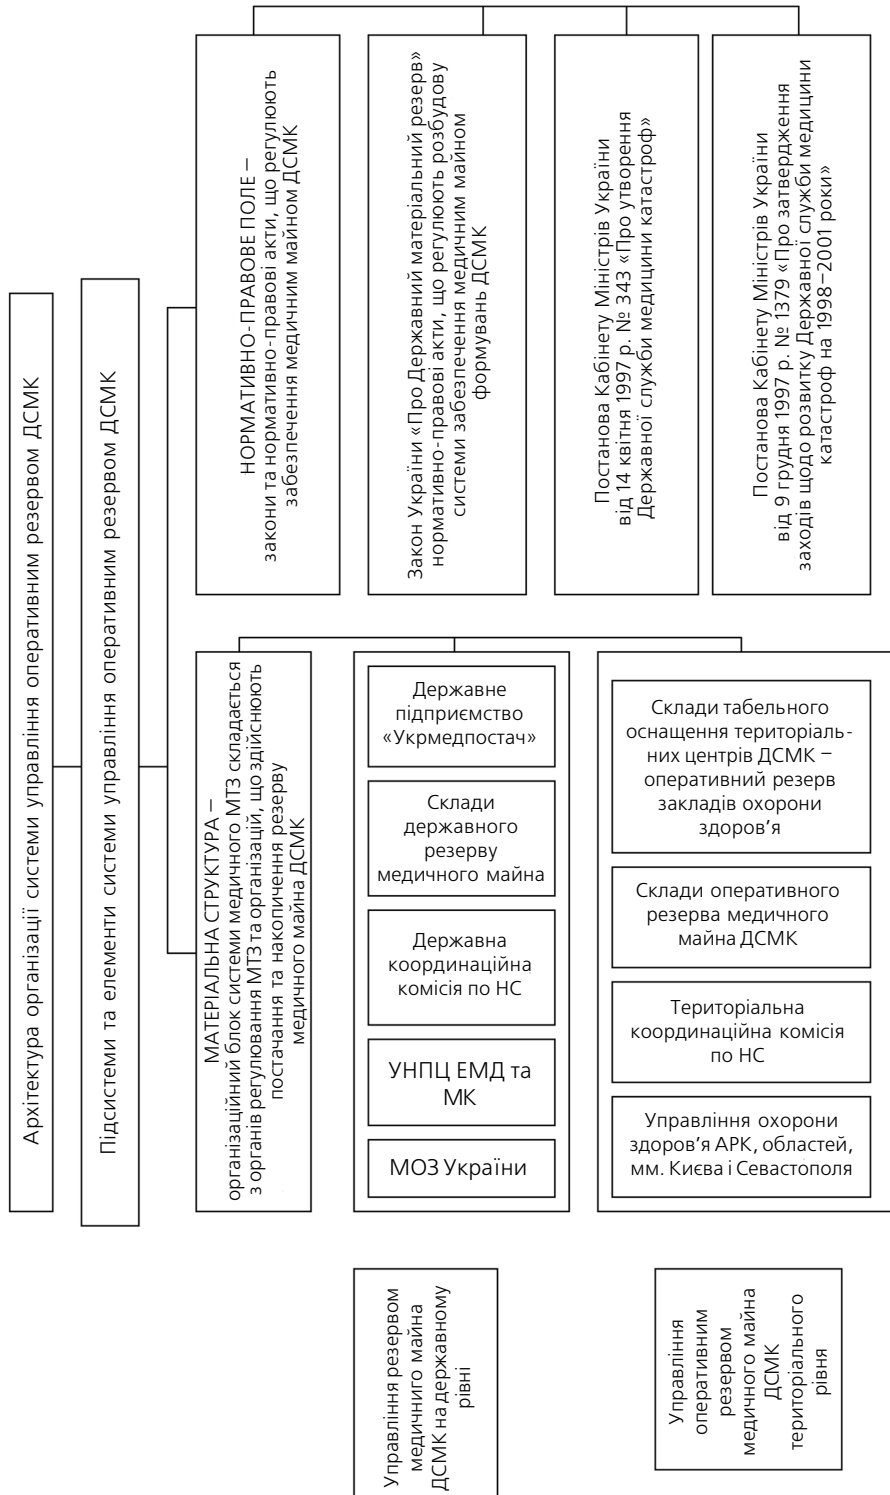 Архітектура організації системи управління оперативним резервом ДСМК
Підсистеми та елементи системи управління оперативним резервом ДСМК
МАТЕРІАЛЬНА СТРУКТУРА —
організаційний блок системи медичного МТЗ складається
з органів регулювання МТЗ та організацій, що здійснюють
постачання та накопичення резерву
медичного майна ДСМК
НОРМАТИВНО-ПРАВОВЕ ПОЛЕ —
закони та нормативно-правові акти, що регулюють
забезпечення медичним майном ДСМК
Управління резервом
медичниго майна
ДСМК на державному
рівні
МОЗ України
УНПЦ ЕМД та
МК
Державна
координаційна
комісія по НС
Склади
державного
резерву
медичного майна
Державне
підприємство
«Укрмедпостач»
Закон України «Про Державний матеріальний резерв»
нормативно-правові акти, що регулюють розбудову
системи забезпечення медичним майном
формувань ДСМК
Постанова Кабінету Міністрів України
від 14 квітня 1997 р. № 343 «Про утворення
Державної служби медицини катастроф»
Управління
оперативним
резервом
медичного майна
ДСМК
територіального
рівня
Управління охорони
здоров'я АРК, областей,
мм. Києва і Севастополя
Територіальна
координаційна комісія
по НС
Склади оперативного
резерва медичного
майна ДСМК
Склади табельного
оснащення територіаль-
них центрів ДСМК —
оперативний резерв
закладів охорони
здоров'я
Постанова Кабінету Міністрів України
від 9 грудня 1997 р. № 1379 «Про затвердження
заходів щодо розвитку Державної служби медицини
катастроф на 1998–2001 роки»